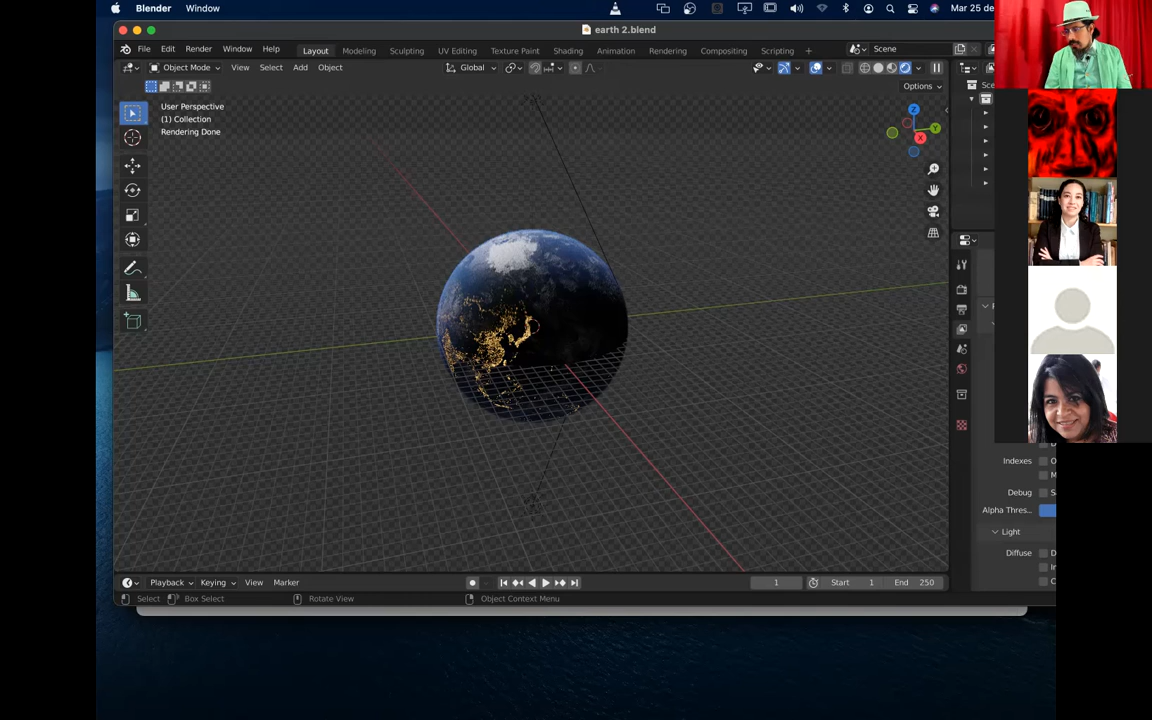 Blender Window Mar 25 de
earth 2.blend
File Edit Render Window Help Layout Modeling Sculpting UV Editing Texture Paint Shading Animation Rendering Compositing Scripting + Scene
Object Mode View Select Add Object Global
Options
User Perspective
(1) Collection
Rendering Done
Z
Y
X
Indexes
Debug
Alpha Thres...
Light
Diffuse
Playback Keying View Marker 1 Start 1 End 250
Select Box Select Rotate View Object Context Menu